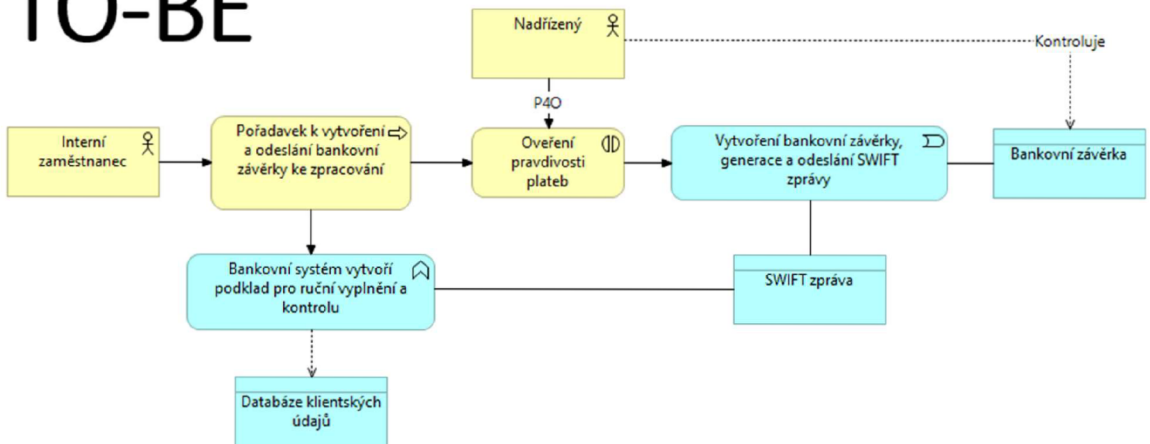 TO-BE
Nadřízený
Kontroluje
P4O
Interní
zaměstnanec
Pořadavek k vytvoření
a odeslání bankovní
závěrky ke zpracování
Oveření
pravdivosti
plateb
Vytvoření bankovní závěrky,
generace a odeslání SWIFT
zprávy
Bankovní závěrka
Bankovní systém vytvoří
podklad pro ruční vyplnění a
kontrolu
SWIFT zpráva
Databáze klientských
údajů